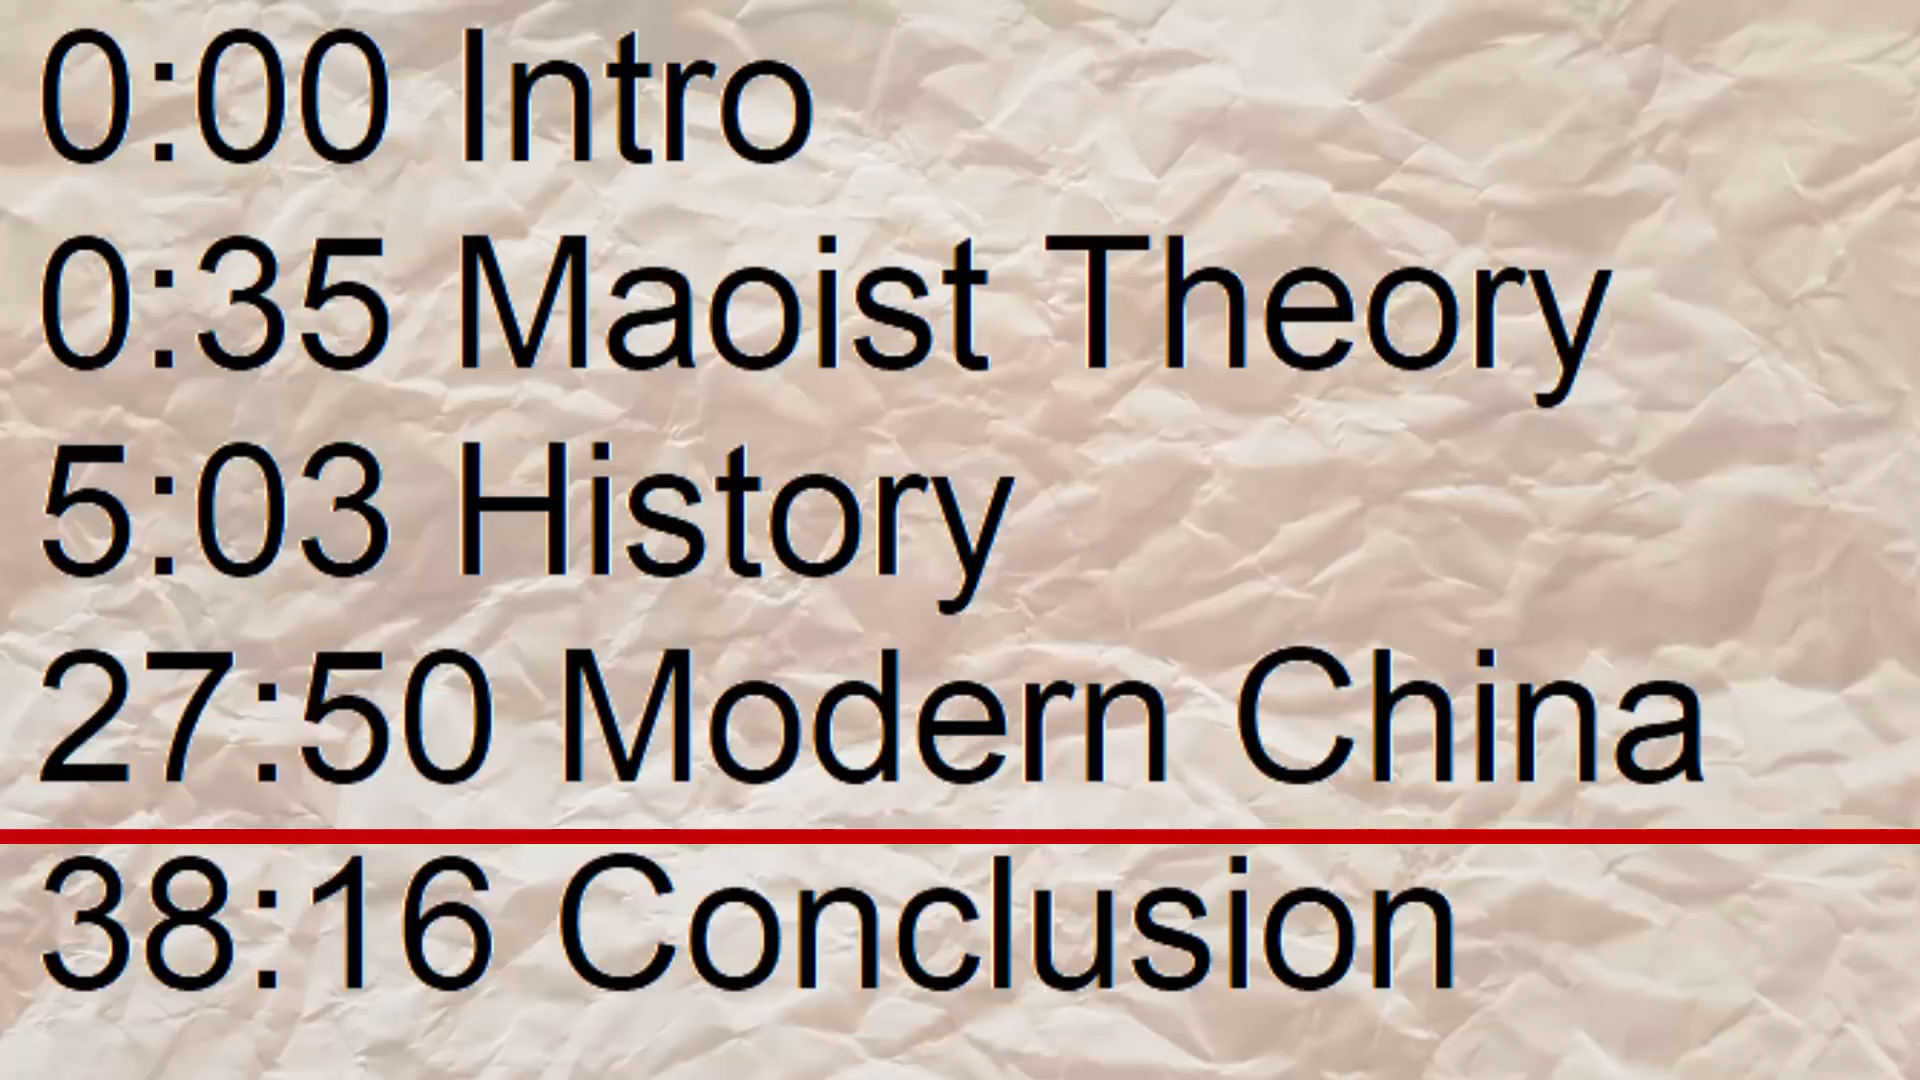 0:00 Intro
0:35 Maoist Theory
5:03 History
27:50 Modern China
38:16 Conclusion